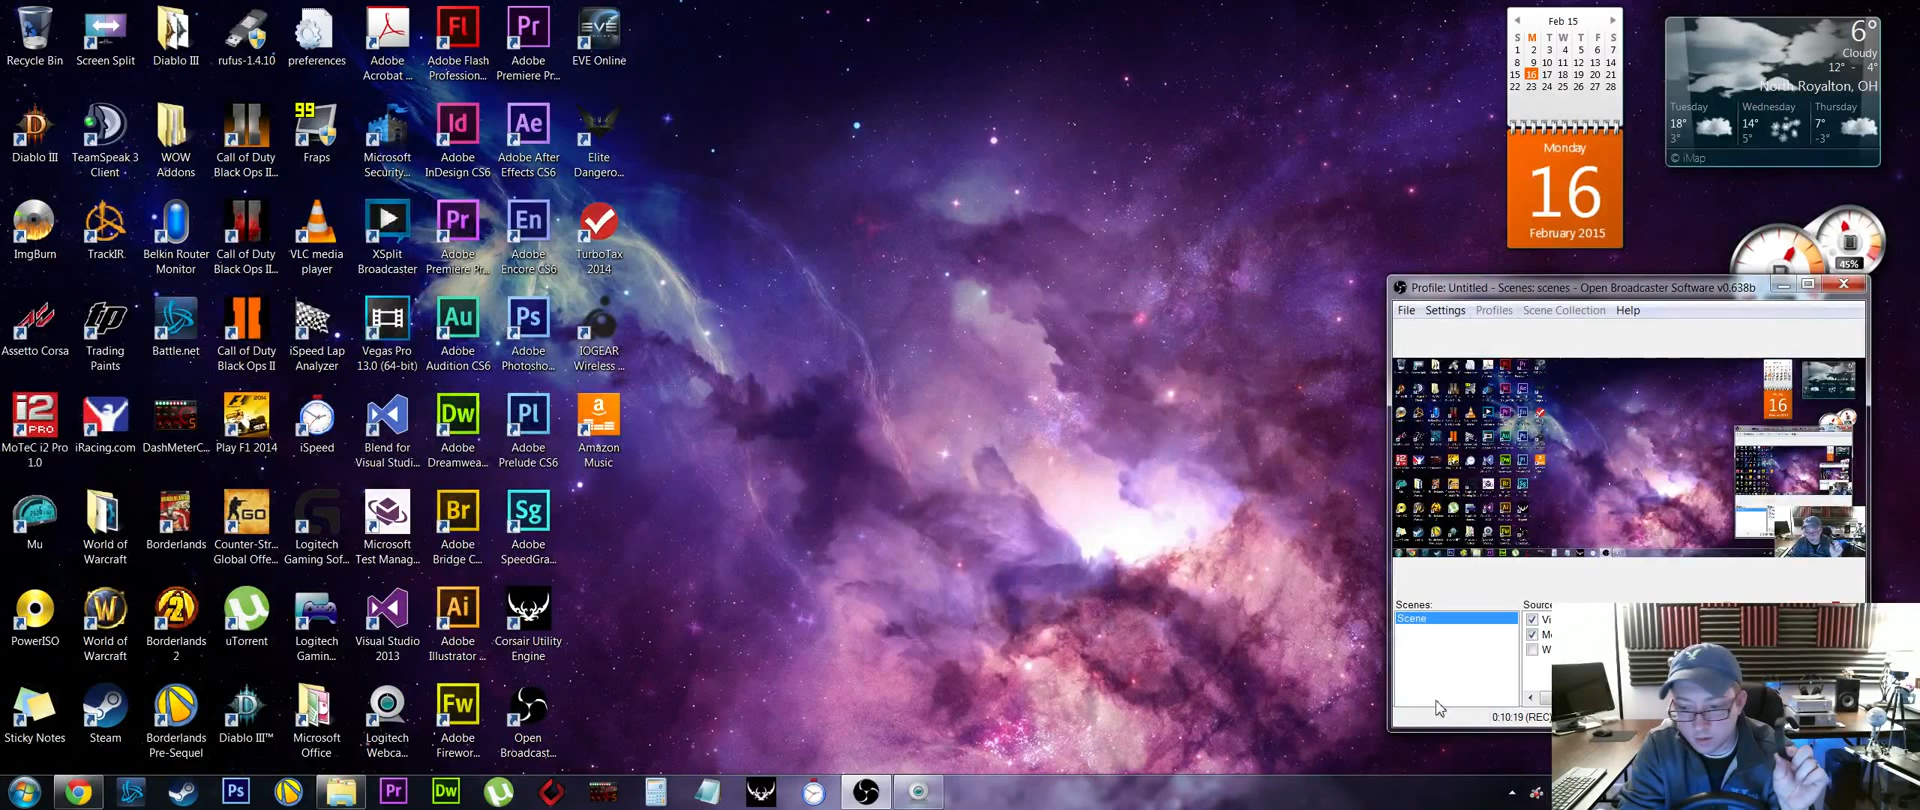 Recycle Bin
Screen Split
Diablo III
rufus-1.4.10
preferences
Adobe
Acrobat ...
Adobe Flash
Profession...
Adobe
Premiere Pr...
EVE Online
Diablo III
TeamSpeak 3
Client
WOW
Addons
Call of Duty
Black Ops II...
99
Fraps
Microsoft
Security...
Adobe
InDesign CS6
Adobe After
Effects CS6
Elite
Dangero...
ImgBurn
TrackIR
Belkin Router
Monitor
Call of Duty
Black Ops II...
VLC media
player
XSplit
Broadcaster
Adobe
Premiere Pr...
Adobe
Encore CS6
TurboTax
2014
Assetto Corsa
Trading
Paints
Battle.net
Call of Duty
Black Ops II
iSpeed Lap
Analyzer
Vegas Pro
13.0 (64-bit)
Adobe
Audition CS6
Adobe
Photosho...
IOGEAR
Wireless ...
MoTeC i2 Pro
1.0
iRacing.com
DashMeterC...
Play F1 2014
iSpeed
Blend for
Visual Studi...
Adobe
Dreamwea...
Adobe
Prelude CS6
Amazon
Music
Mu
World of
Warcraft
Borderlands
Counter-Str...
Global Offe...
Logitech
Gaming Sof...
Microsoft
Test Manag...
Adobe
Bridge C...
Adobe
SpeedGra...
PowerISO
World of
Warcraft
Borderlands
2
uTorrent
Logitech
Gamin...
Visual Studio
2013
Adobe
Illustrator ...
Corsair Utility
Engine
Sticky Notes
Steam
Borderlands
Pre-Sequel
Diablo III™
Microsoft
Office
Logitech
Webca...
Adobe
Firewor...
Open
Broadcast...
Feb 15
S M T W T F S
1 2 3 4 5 6 7
8 9 10 11 12 13 14
15 16 17 18 19 20 21
22 23 24 25 26 27 28
Monday
16
February 2015
6°
Cloudy
12° - 4°
North Royalton, OH
Tuesday Wednesday Thursday
18° 14° 7°
3° 5° -3°
© iMap
45%
Profile: Untitled - Scenes: scenes - Open Broadcaster Software v0.638b
File Settings Profiles Scene Collection Help
16
Scenes:
Scene
Sourc
Vi
M
W
0:10:19 (REC)